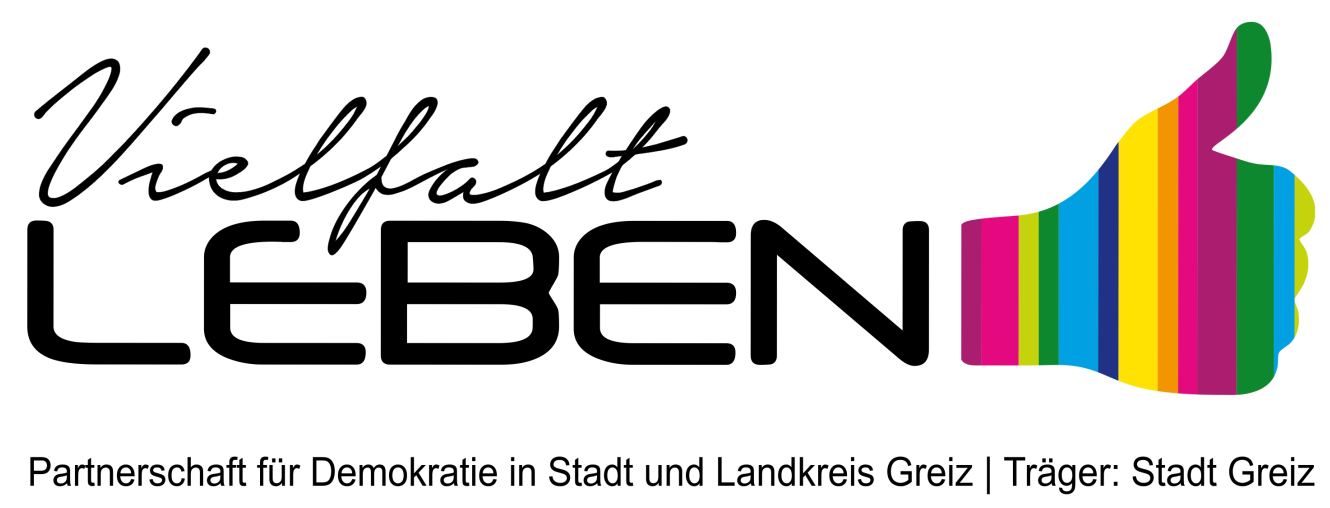 Vielfalt
LEBEN
Partnerschaft für Demokratie in Stadt und Landkreis Greiz | Träger: Stadt Greiz